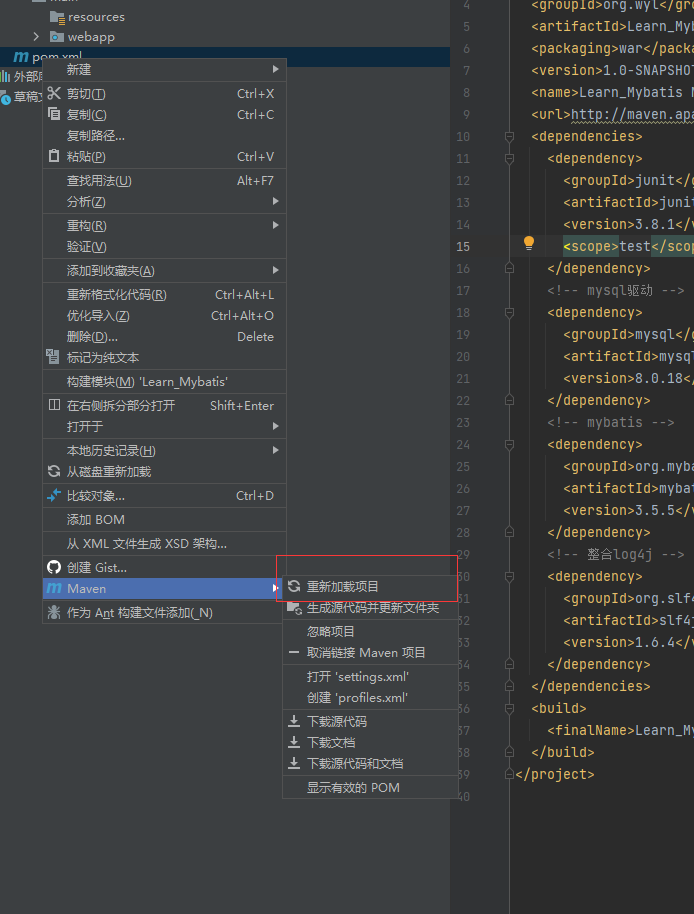 main
resources
webapp
pom.xml
外部库
草稿文
新建
剪切(T) Ctrl+X
复制(C) Ctrl+C
复制路径...
粘贴(P) Ctrl+V
查找用法(U) Alt+F7
分析(Z)
重构(R)
验证(V)
添加到收藏夹(A)
重新格式化代码(R) Ctrl+Alt+L
优化导入(Z) Ctrl+Alt+O
删除(D)... Delete
标记为纯文本
构建模块(M) 'Learn_Mybatis'
在右侧拆分部分打开 Shift+Enter
打开于
本地历史记录(H)
从磁盘重新加载
比较对象... Ctrl+D
添加 BOM
从 XML 文件生成 XSD 架构...
创建 Gist...
Maven
作为 Ant 构建文件添加(_N)
重新加载项目
生成源代码并更新文件夹
忽略项目
取消链接 Maven 项目
打开 'settings.xml'
创建 'profiles.xml'
下载源代码
下载文档
下载源代码和文档
显示有效的 POM
4 <groupId>org.wyl</groupId
5 <artifactId>Learn_Myb
6 <packaging>war</packa
7 <version>1.0-SNAPSHOT
8 <name>Learn_Mybatis M
9 <url>http://maven.apa
10 <dependencies>
11 <dependency>
12 <groupId>junit</g
13 <artifactId>junit
14 <version>3.8.1</v
15 <scope>test</scop
16 </dependency>
17 <!-- mysql驱动 -->
18 <dependency>
19 <groupId>mysql</g
20 <artifactId>mysql
21 <version>8.0.18</
22 </dependency>
23 <!-- mybatis -->
24 <dependency>
25 <groupId>org.myba
26 <artifactId>mybat
27 <version>3.5.5</v
28 </dependency>
29 <!-- 整合log4j -->
30 <dependency>
31 <groupId>org.slf4
32 <artifactId>slf4j
33 <version>1.6.4</v
34 </dependency>
35 </dependencies>
36 <build>
37 <finalName>Learn_My
38 </build>
39 </project>
40